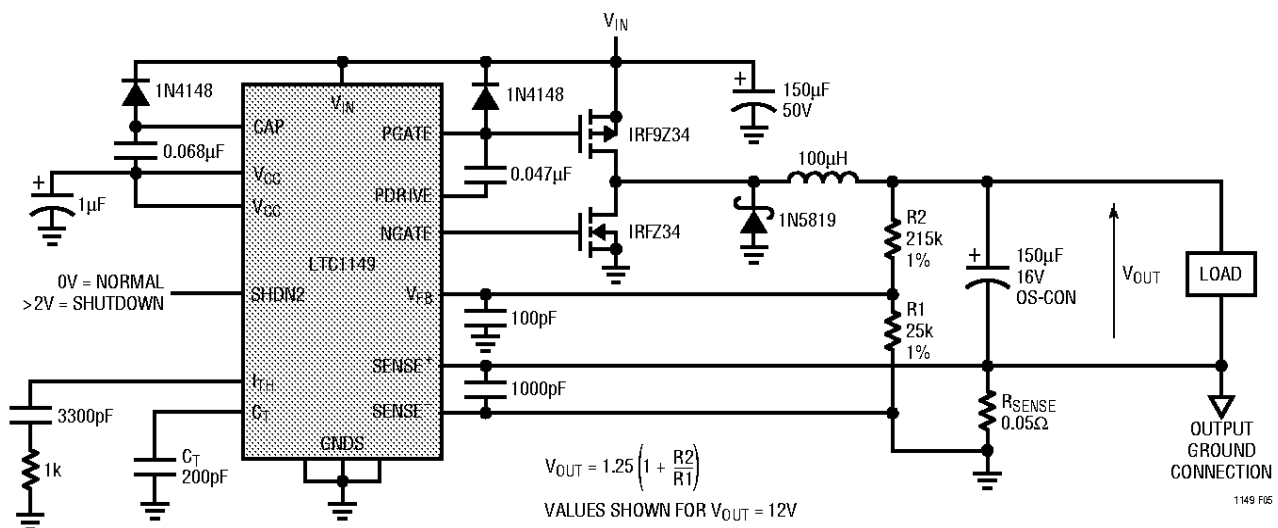 V_IN
1N4148
V_IN
1N4148
150µF
50V
CAP
PGATE
IRF9Z34
0.068µF
100µH
V_CC
0.047µF
+
1µF
V_CC
PDRIVE
1N5819
R2
215k
1%
NGATE
IRFZ34
LTC1149
+
150µF
16V
OS-CON
V_OUT
LOAD
0V = NORMAL
>2V = SHUTDOWN
SHDN2
V_FB
100pF
R1
25k
1%
SENSE⁺
1000pF
I_TH
3300pF
C_T
SENSE⁻
R_SENSE
0.05Ω
OUTPUT
GROUND
CONNECTION
1k
C_T
200pF
GNDS
V_OUT = 1.25 (1 + R2/R1)
VALUES SHOWN FOR V_OUT = 12V
1149 F05
+